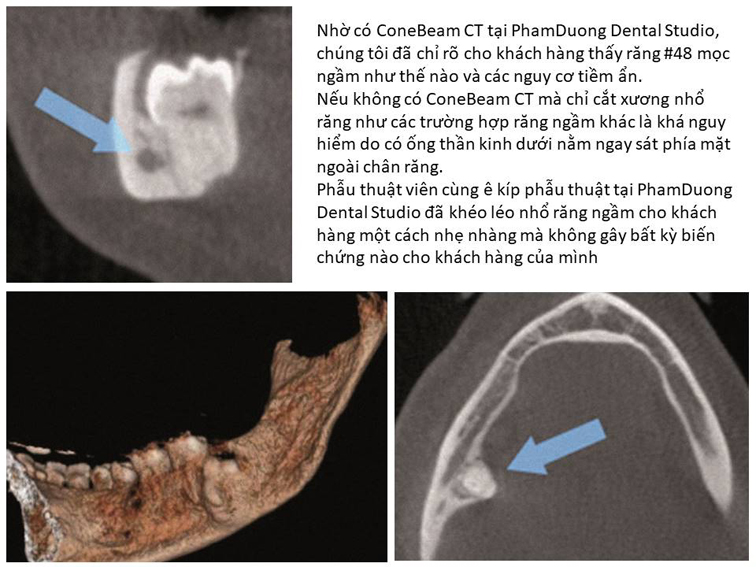 Nhờ có ConeBeam CT tại PhamDuong Dental Studio,
chúng tôi đã chỉ rõ cho khách hàng thấy răng #48 mọc
ngầm như thế nào và các nguy cơ tiềm ẩn.
Nếu không có ConeBeam CT mà chỉ cắt xương nhổ
răng như các trường hợp răng ngầm khác là khá nguy
hiểm do có ống thần kinh dưới nằm ngay sát phía mặt
ngoài chân răng.
Phẫu thuật viên cùng ê kíp phẫu thuật tại PhamDuong
Dental Studio đã khéo léo nhổ răng ngầm cho khách
hàng một cách nhẹ nhàng mà không gây bất kỳ biến
chứng nào cho khách hàng của mình